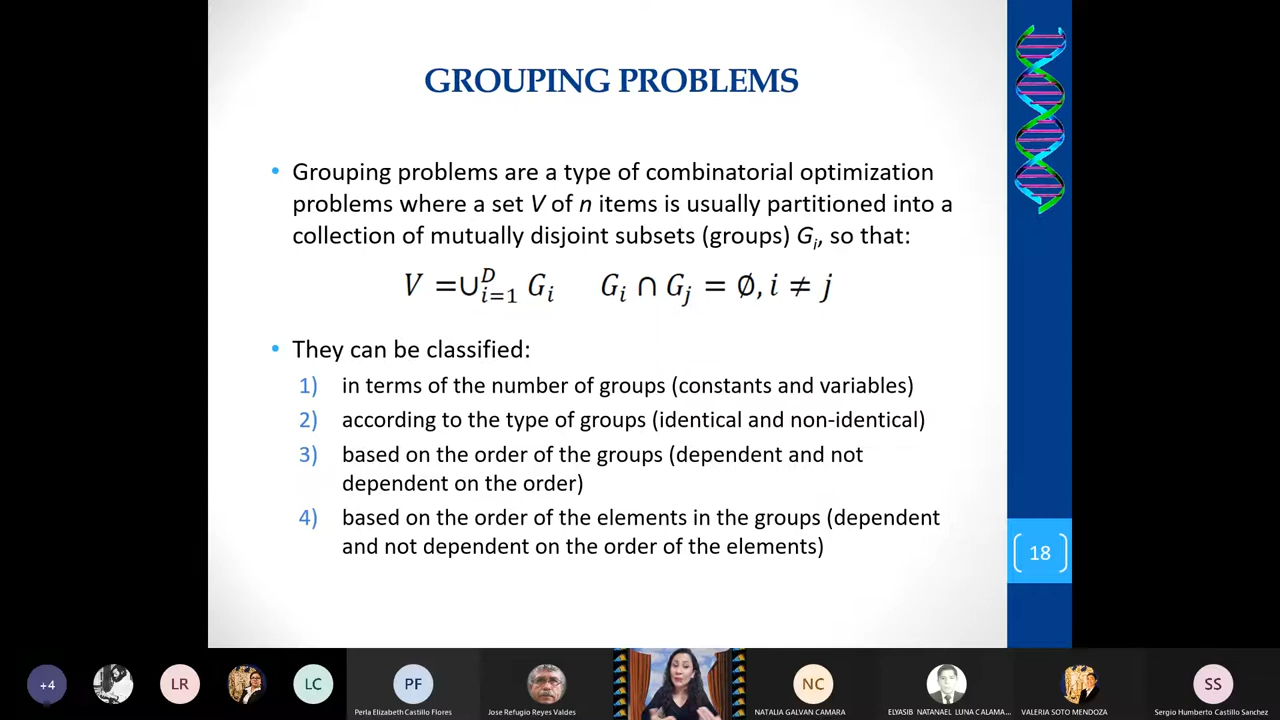 GROUPING PROBLEMS
• Grouping problems are a type of combinatorial optimization
problems where a set V of n items is usually partitioned into a
collection of mutually disjoint subsets (groups) Gᵢ, so that:
V =∪ᴰᵢ₌₁ Gᵢ   Gᵢ ∩ Gⱼ = ∅, i ≠ j
• They can be classified:
1) in terms of the number of groups (constants and variables)
2) according to the type of groups (identical and non-identical)
3) based on the order of the groups (dependent and not
dependent on the order)
4) based on the order of the elements in the groups (dependent
and not dependent on the order of the elements)
18
+4
LR
LC
PF
NC
SS
Perla Elizabeth Castillo Flores
Jose Refugio Reyes Valdes
NATALIA GALVAN CAMARA
ELYASIB NATANAEL LUNA CALAMA...
VALERIA SOTO MENDOZA
Sergio Humberto Castillo Sanchez